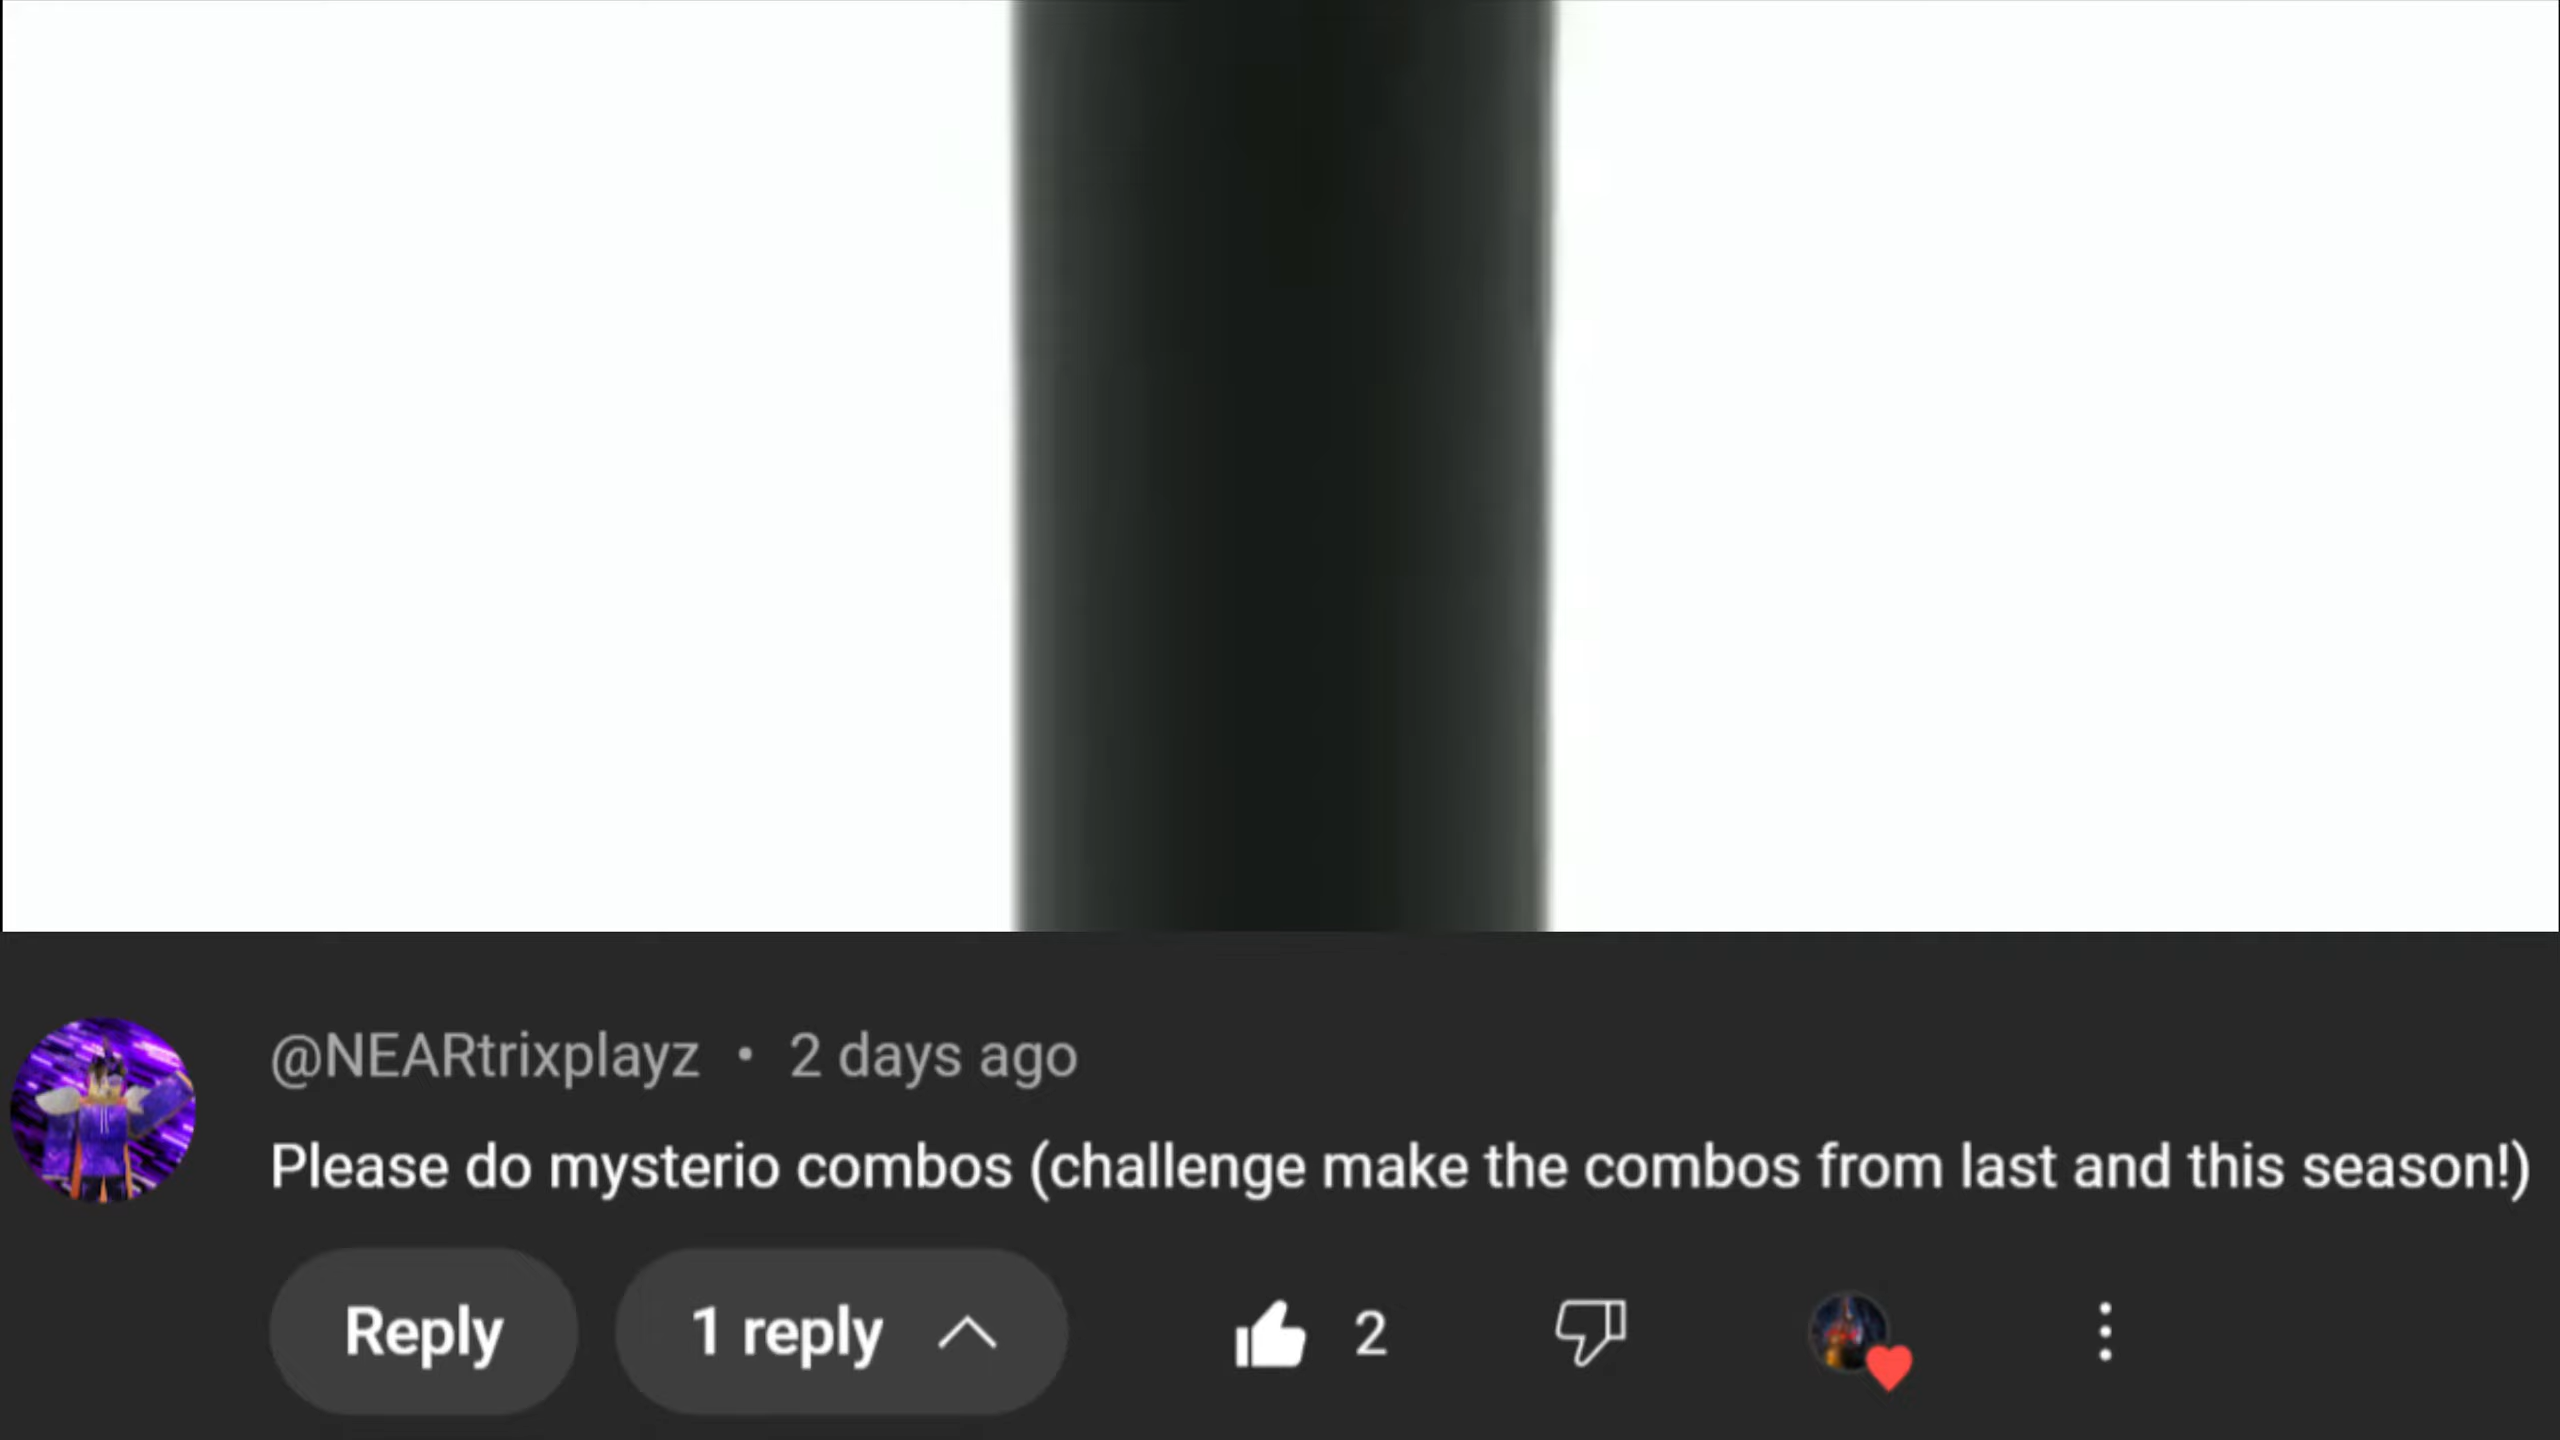 @NEARtrixplayz • 2 days ago
Please do mysterio combos (challenge make the combos from last and this season!)
Reply 1 reply 2